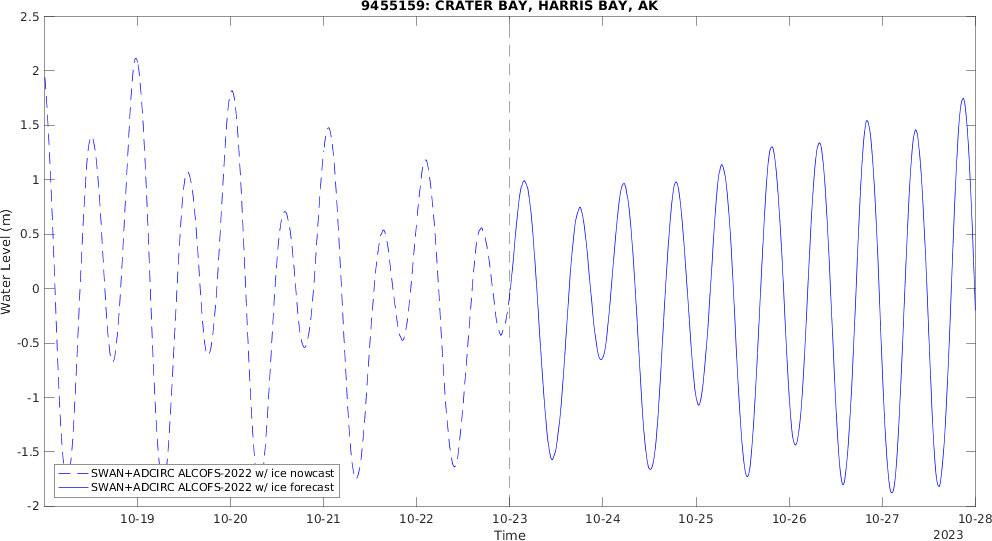 9455159: CRATER BAY, HARRIS BAY, AK
Water Level (m)
2.5
2
1.5
1
0.5
0
-0.5
-1
-1.5
-2
SWAN+ADCIRC ALCOFS-2022 w/ ice nowcast
SWAN+ADCIRC ALCOFS-2022 w/ ice forecast
10-19 10-20 10-21 10-22 10-23 10-24 10-25 10-26 10-27 10-28
Time
2023